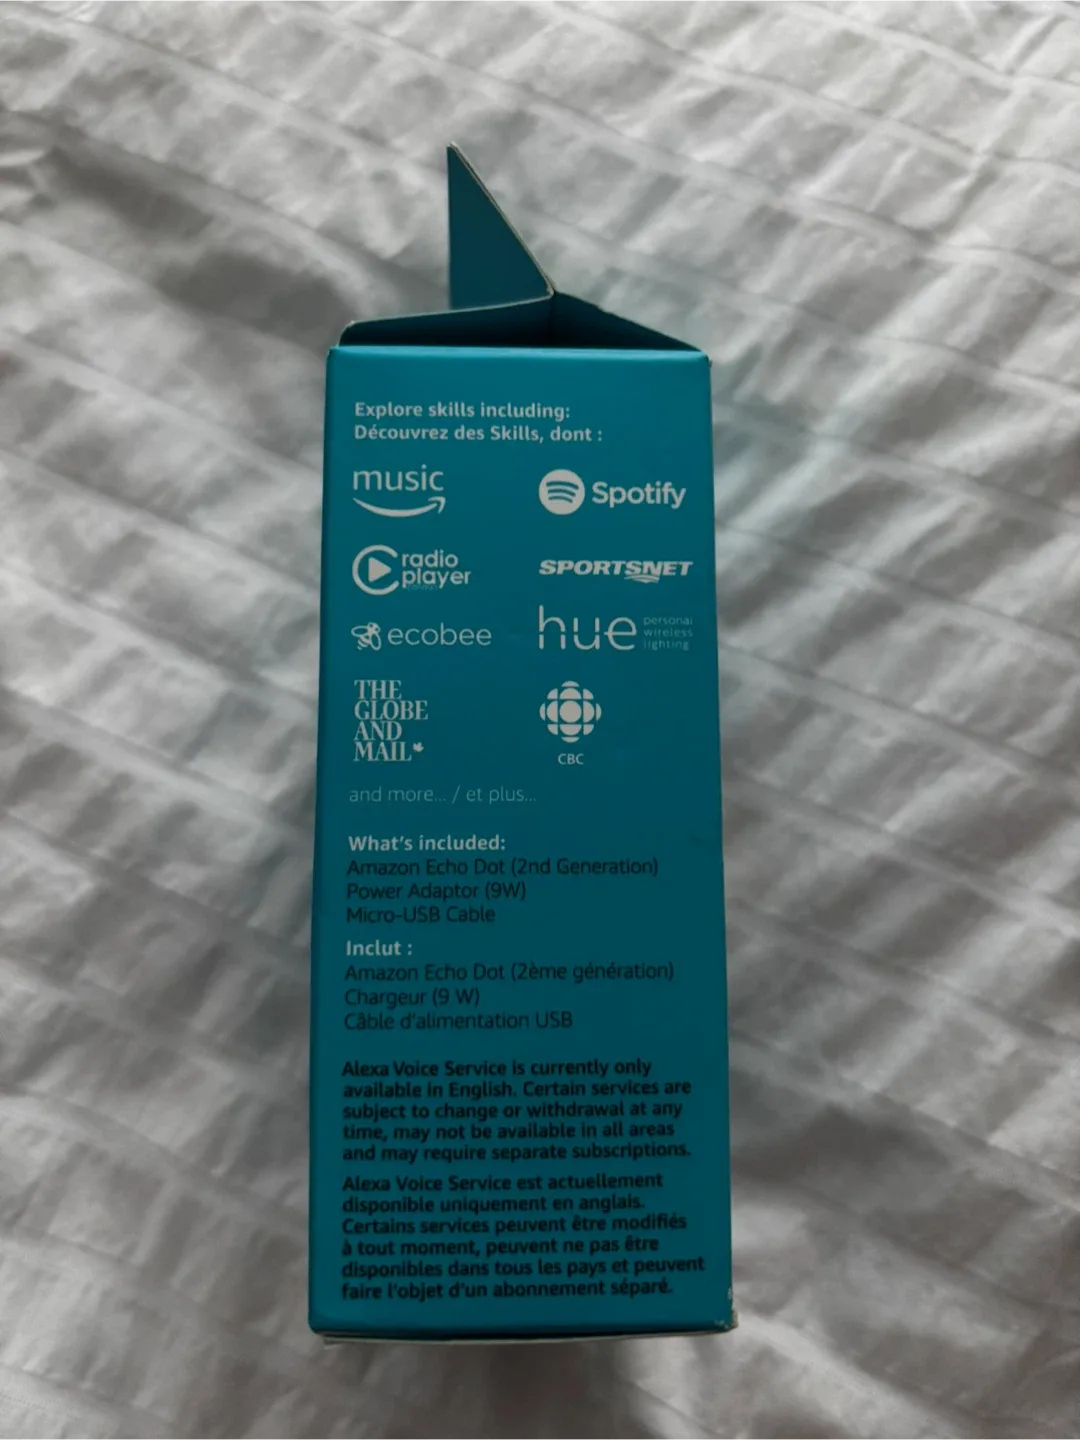 Explore skills including:
Découvrez des Skills, dont :
music
Spotify
radio
player
SPORTSNET
ecobee
hue personal
wireless
lighting
THE
GLOBE
AND
MAIL
CBC
and more... / et plus...
What's included:
Amazon Echo Dot (2nd Generation)
Power Adaptor (9W)
Micro-USB Cable
Inclut :
Amazon Echo Dot (2ème génération)
Chargeur (9 W)
Câble d'alimentation USB
Alexa Voice Service is currently only
available in English. Certain services are
subject to change or withdrawal at any
time, may not be available in all areas
and may require separate subscriptions.
Alexa Voice Service est actuellement
disponible uniquement en anglais.
Certains services peuvent être modifiés
à tout moment, peuvent ne pas être
disponibles dans tous les pays et peuvent
faire l'objet d'un abonnement séparé.